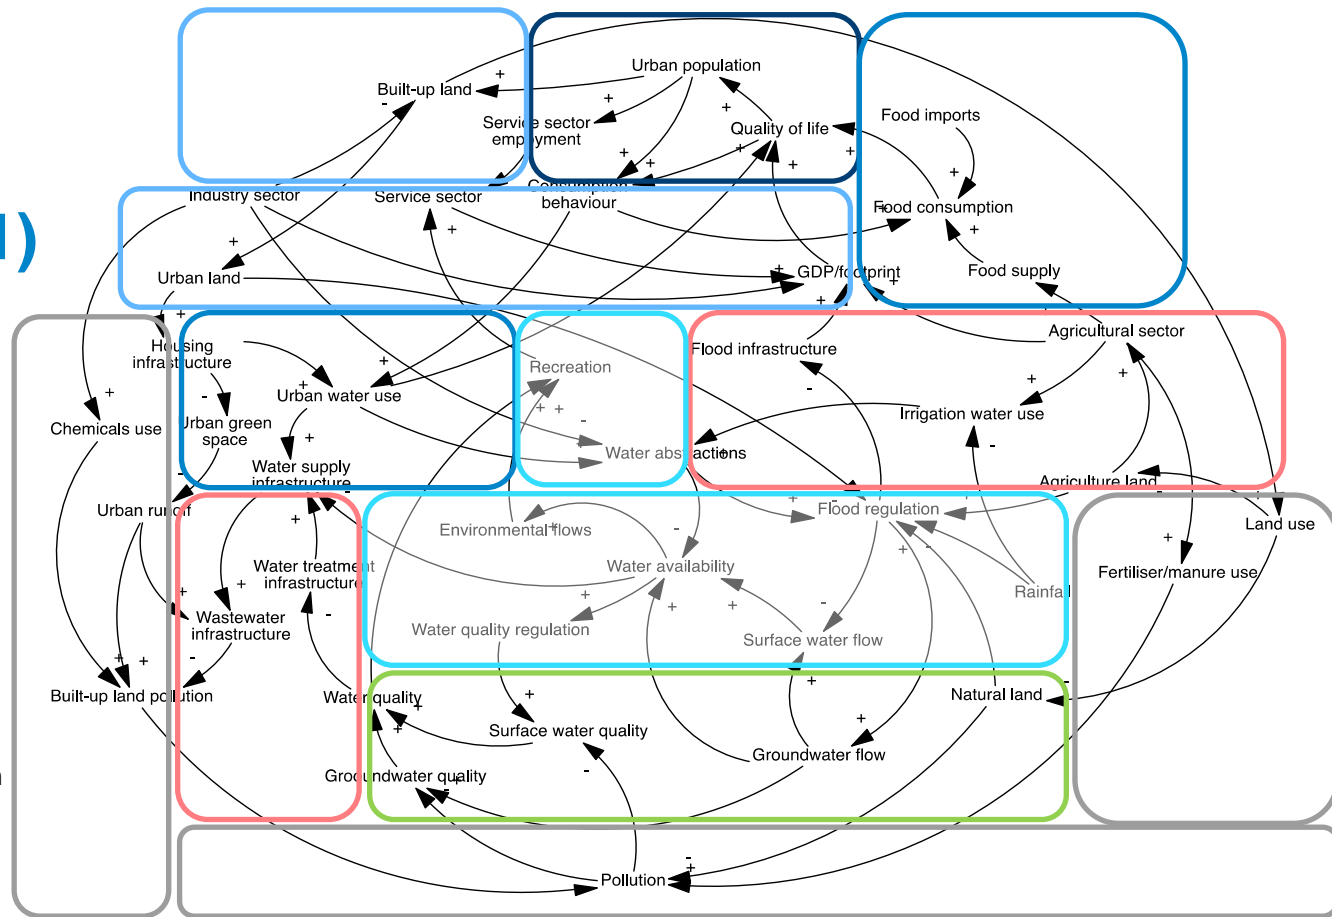 Urban population
Built-up land
Food imports
Service sector
empoyment
Quality of life
Industry sector
Service sector
Consumption
behaviour
Food consumption
Urban land
GDP/footprint
Food supply
Housing
infrastructure
Flood infrastructure
Agricultural sector
Recreation
Urban water use
Irrigation water use
Chemicals use
Urban green
space
Water abstractions
Water supply
infrastructure
Agriculture land
Urban runoff
Environmental flows
Flood regulation
Land use
Water treatment
infrastructure
Water availability
Fertiliser/manure use
Rainfall
Wastewater
infrastructure
Water quality regulation
Surface water flow
Built-up land pollution
Water quality
Natural land
Surface water quality
Groundwater flow
Grooundwater quality
Pollution